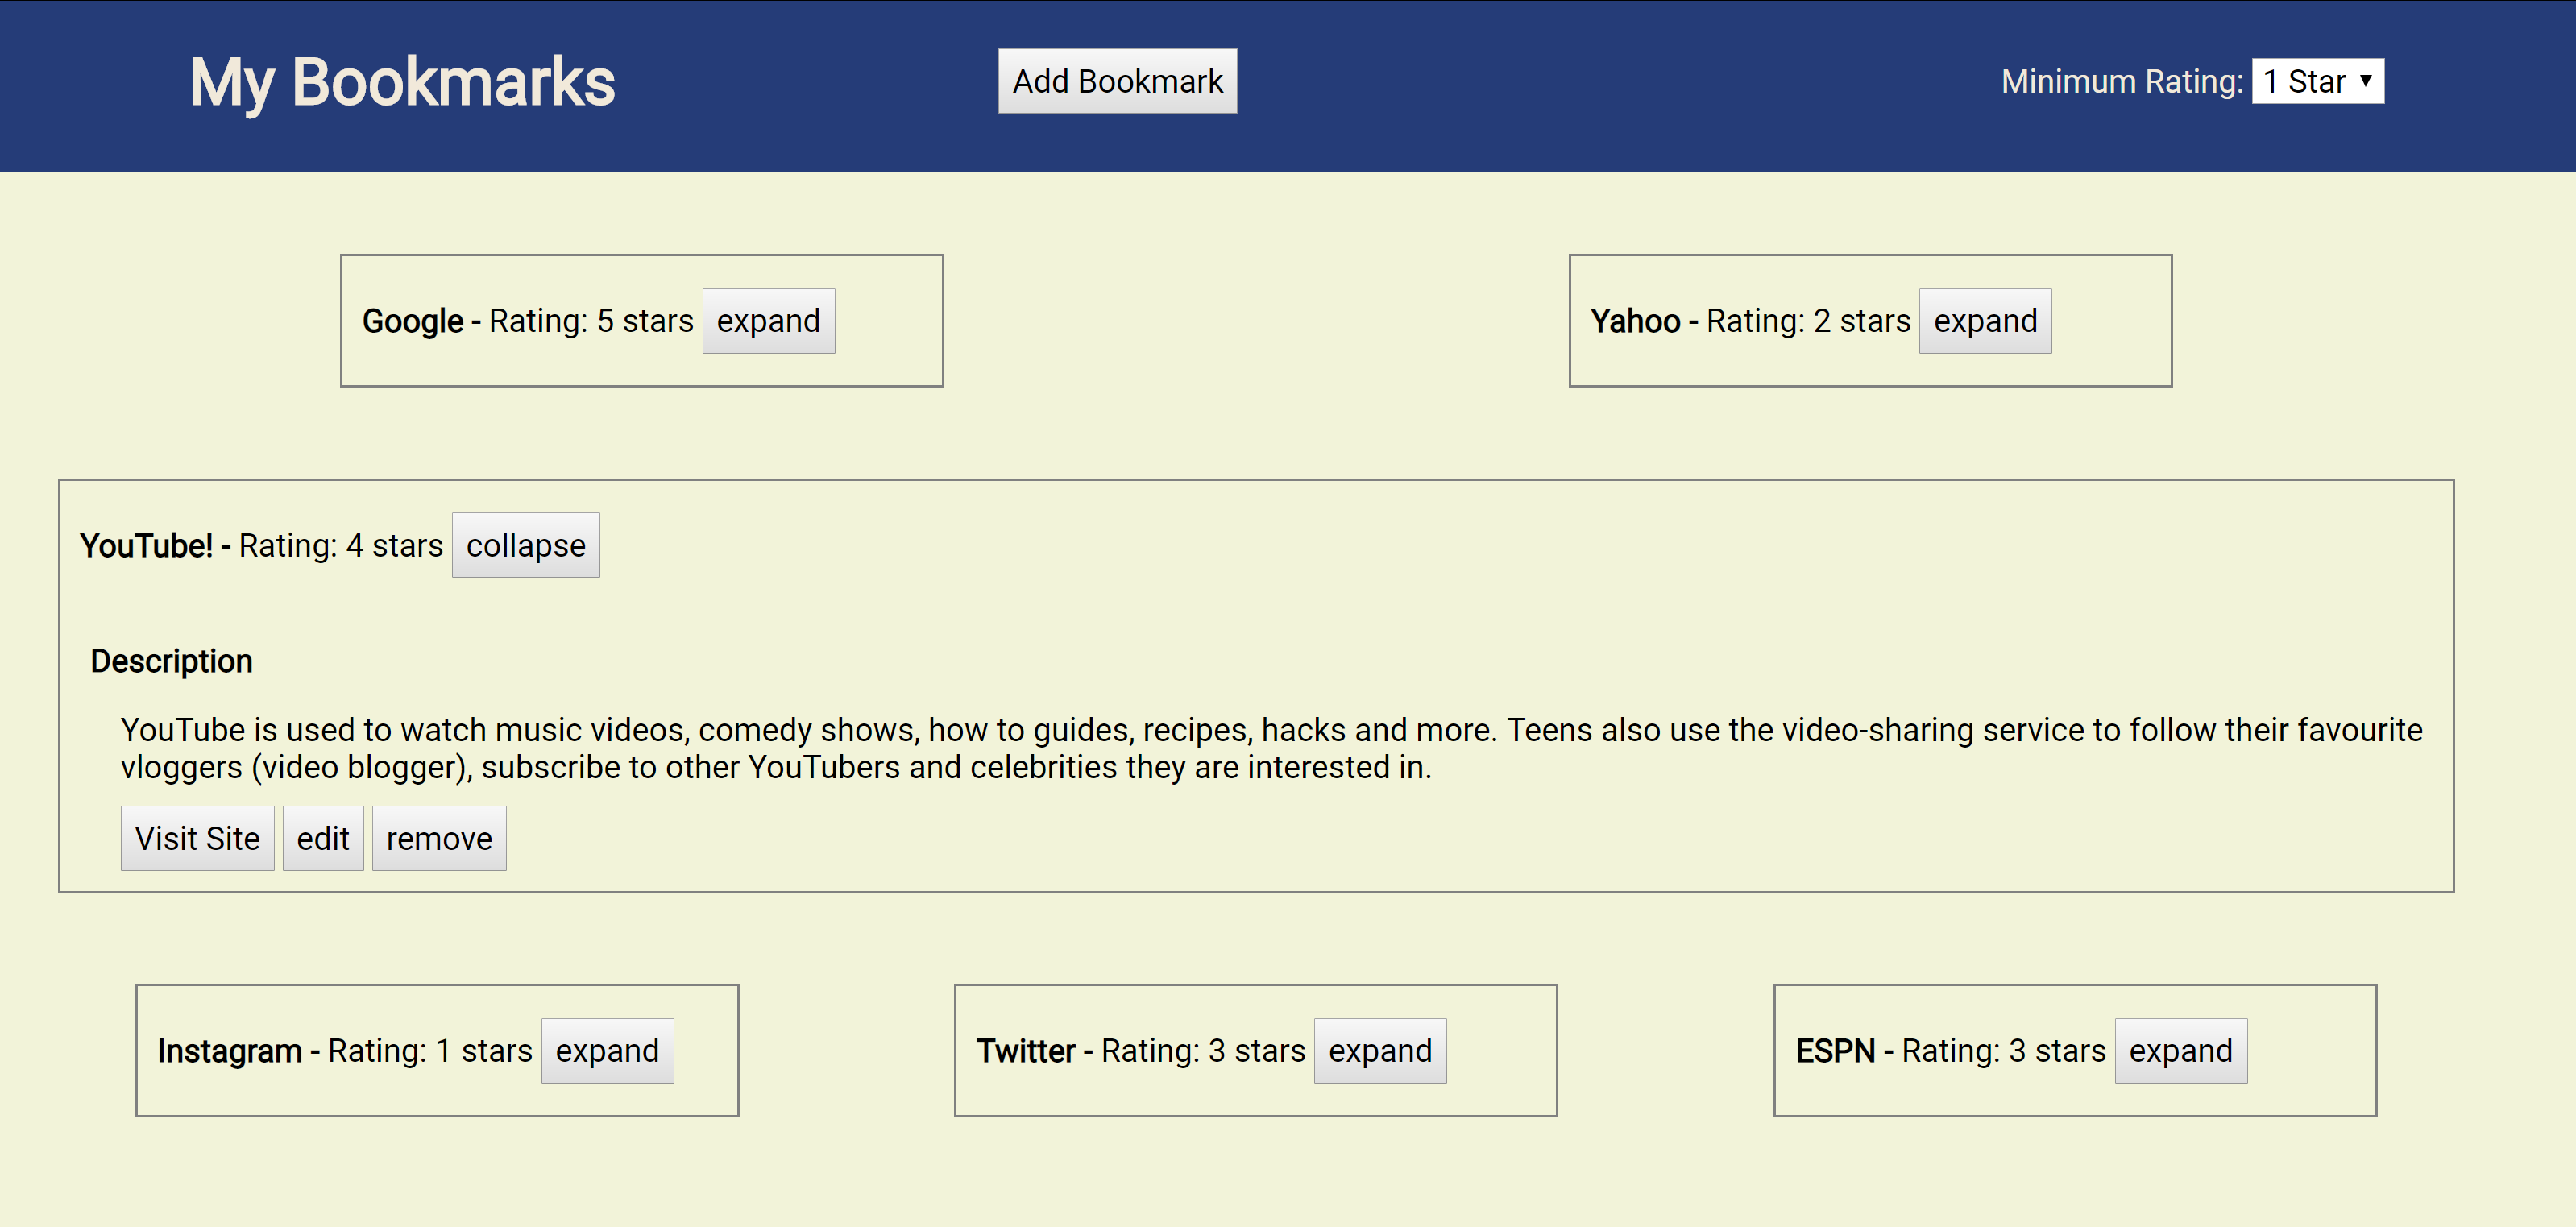 My Bookmarks
Add Bookmark
Minimum Rating: 1 Star
Google - Rating: 5 stars expand
Yahoo - Rating: 2 stars expand
YouTube! - Rating: 4 stars collapse
Description
YouTube is used to watch music videos, comedy shows, how to guides, recipes, hacks and more. Teens also use the video-sharing service to follow their favourite
vloggers (video blogger), subscribe to other YouTubers and celebrities they are interested in.
Visit Site edit remove
Instagram - Rating: 1 stars expand
Twitter - Rating: 3 stars expand
ESPN - Rating: 3 stars expand